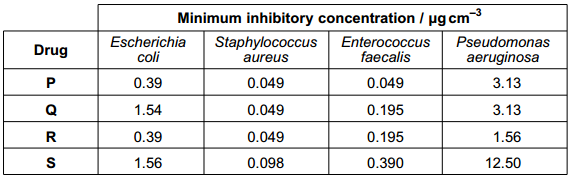 Minimum inhibitory concentration / µg cm⁻³
Drug Escherichia coli Staphylococcus aureus Enterococcus faecalis Pseudomonas aeruginosa
P 0.39 0.049 0.049 3.13
Q 1.54 0.049 0.195 3.13
R 0.39 0.049 0.195 1.56
S 1.56 0.098 0.390 12.50